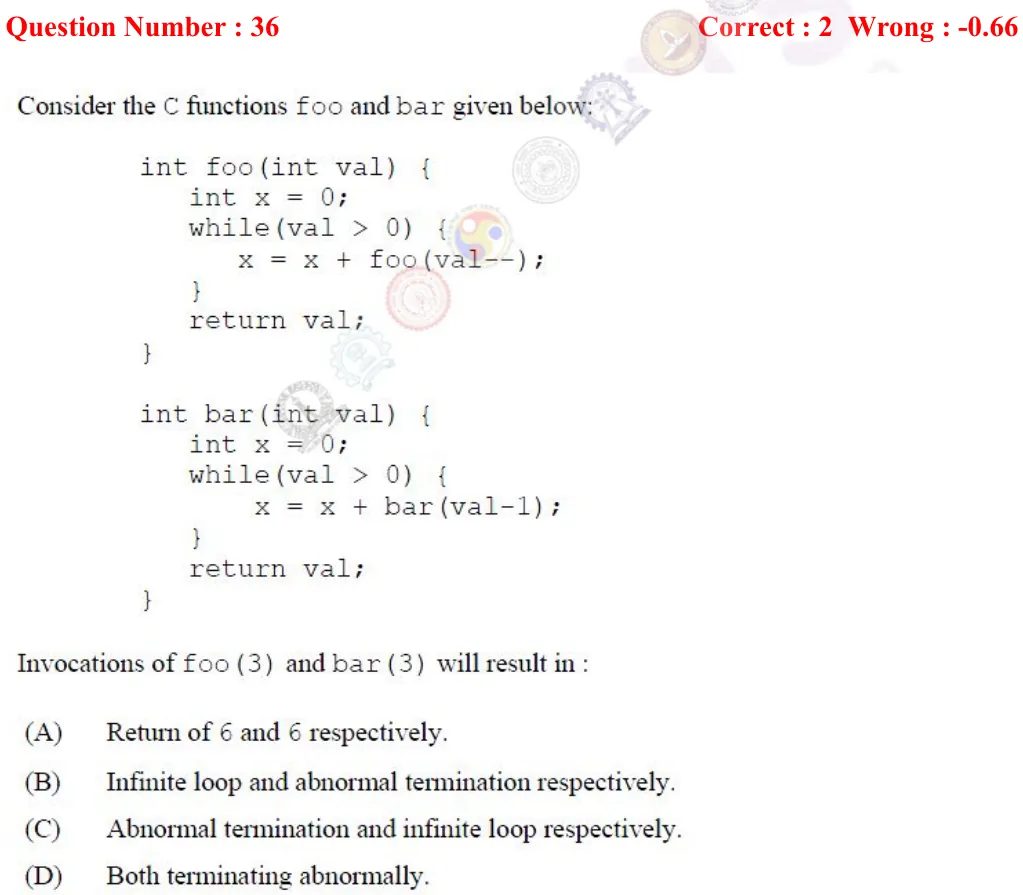 Question Number : 36 Correct : 2 Wrong : -0.66
Consider the C functions foo and bar given below:
int foo(int val) {
int x = 0;
while(val > 0) {
x = x + foo(val--);
}
return val;
}
int bar(int val) {
int x = 0;
while(val > 0) {
x = x + bar(val-1);
}
return val;
}
Invocations of foo(3) and bar(3) will result in :
(A) Return of 6 and 6 respectively.
(B) Infinite loop and abnormal termination respectively.
(C) Abnormal termination and infinite loop respectively.
(D) Both terminating abnormally.